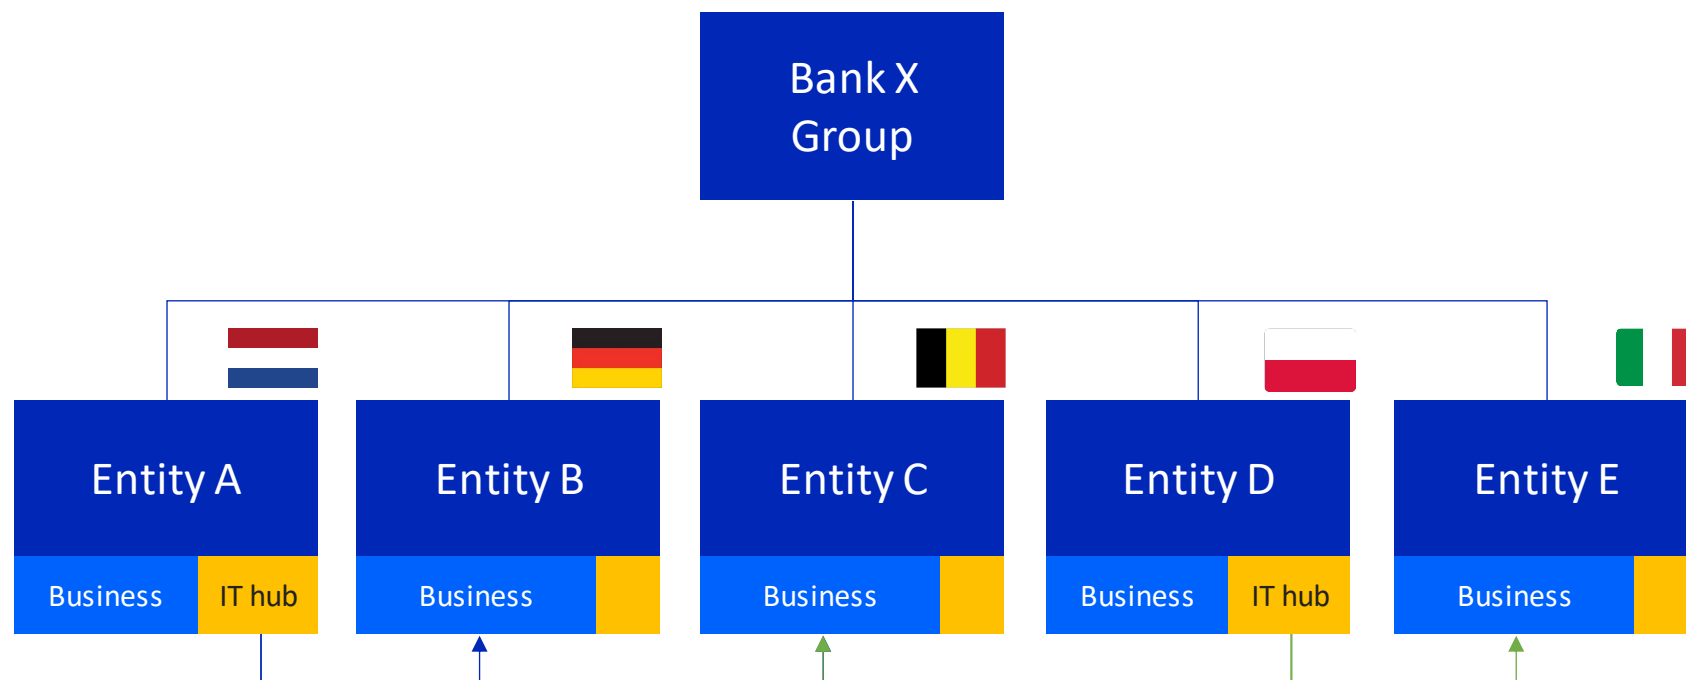 Bank X
Group
Entity A
Entity B
Entity C
Entity D
Entity E
Business
IT hub
Business
Business
Business
IT hub
Business